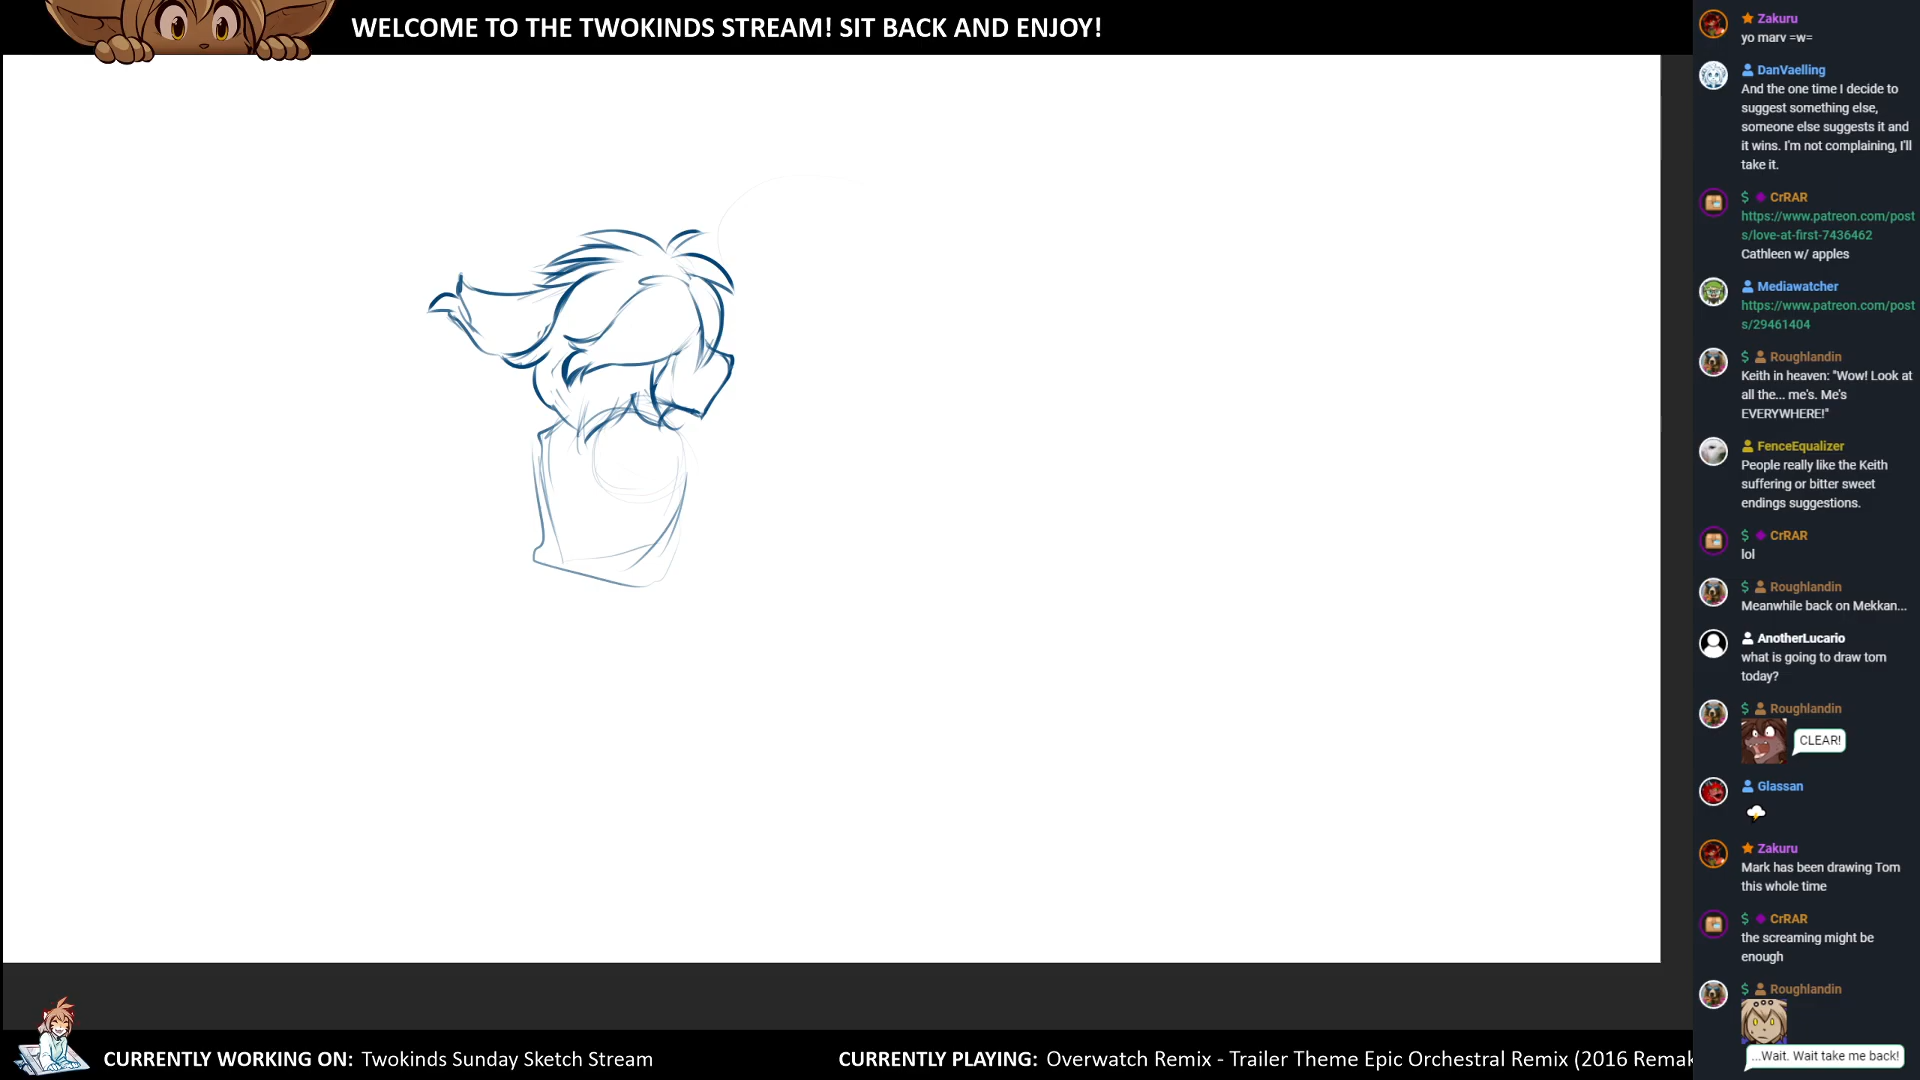 WELCOME TO THE TWOKINDS STREAM! SIT BACK AND ENJOY!
Zakuru
yo marv =w=
DanVaelling
And the one time I decide to
suggest something else,
someone else suggests it and
it wins. I'm not complaining, I'll
take it.
$ CrRAR
https://www.patreon.com/post
s/love-at-first-7436462
Cathleen w/ apples
Mediawatcher
https://www.patreon.com/post
s/29461404
$ Roughlandin
Keith in heaven: "Wow! Look at
all the... me's. Me's
EVERYWHERE!"
FenceEqualizer
People really like the Keith
suffering or bitter sweet
endings suggestions.
$ CrRAR
lol
$ Roughlandin
Meanwhile back on Mekkan...
AnotherLucario
what is going to draw tom
today?
$ Roughlandin
CLEAR!
Glassan
Zakuru
Mark has been drawing Tom
this whole time
$ CrRAR
the screaming might be
enough
$ Roughlandin
...Wait. Wait take me back!
CURRENTLY WORKING ON: Twokinds Sunday Sketch Stream
CURRENTLY PLAYING: Overwatch Remix - Trailer Theme Epic Orchestral Remix (2016 Remak